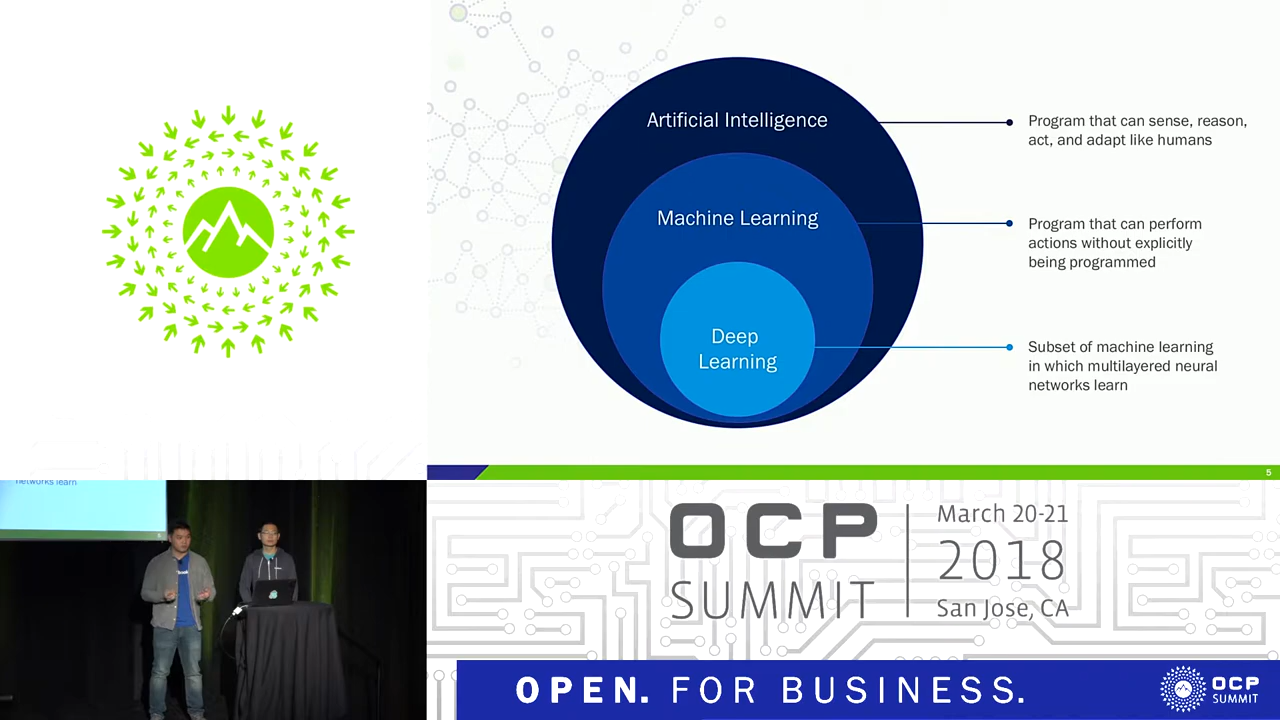 Artificial Intelligence
Program that can sense, reason,
act, and adapt like humans
Machine Learning
Program that can perform
actions without explicitly
being programmed
Deep
Learning
Subset of machine learning
in which multilayered neural
networks learn
5
networks learn
OCP
SUMMIT
March 20-21
2018
San Jose, CA
OPEN. FOR BUSINESS.
OCP
SUMMIT